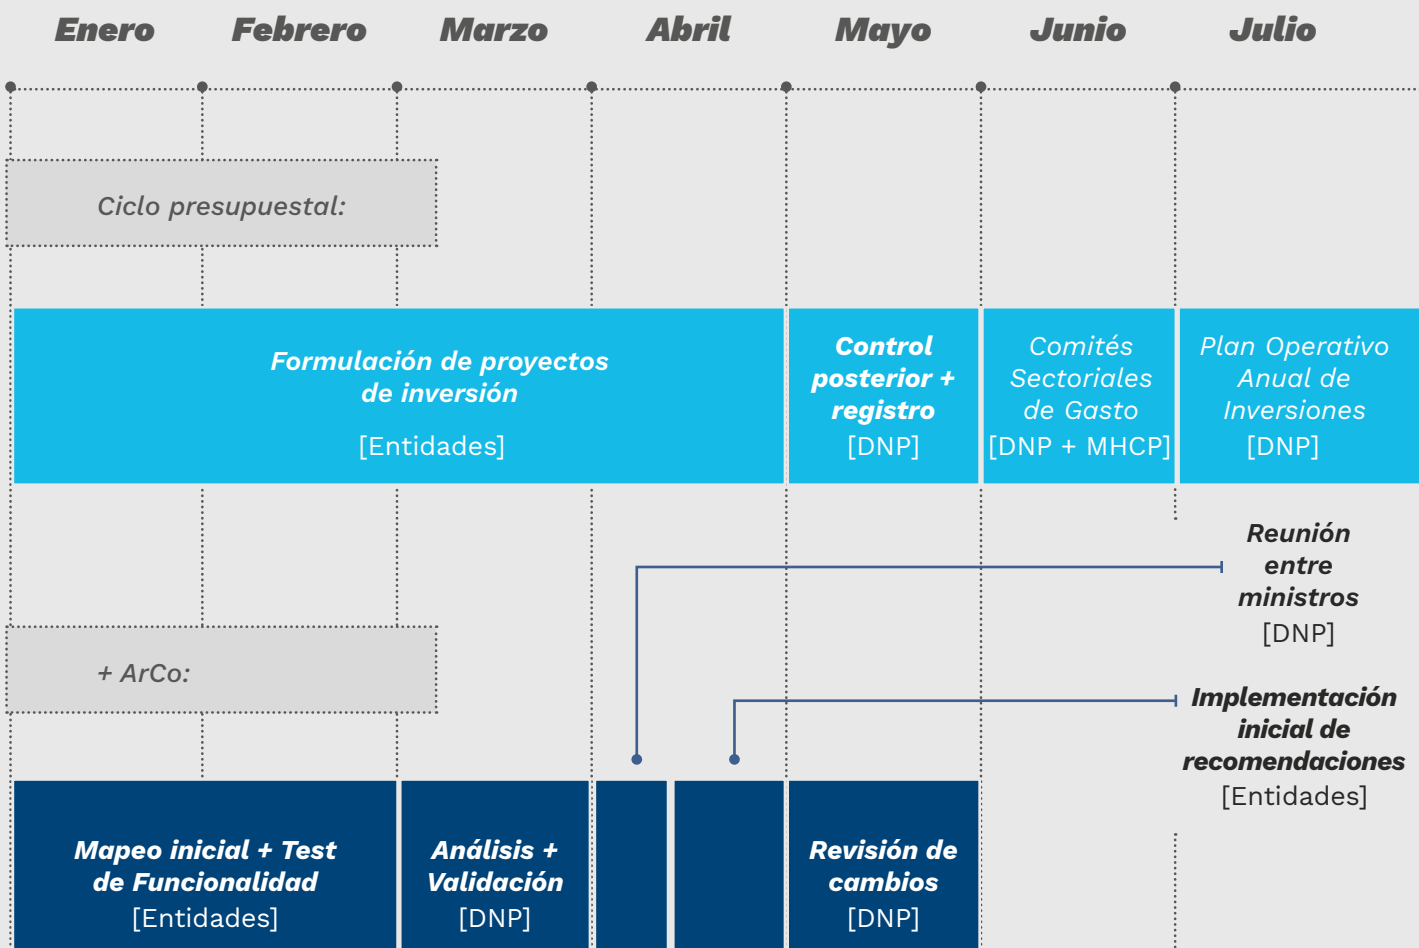 Enero Febrero Marzo Abril Mayo Junio Julio
Ciclo presupuestal:
Formulación de proyectos
de inversión
[Entidades]
Control
posterior +
registro
[DNP]
Comités
Sectoriales
de Gasto
[DNP + MHCP]
Plan Operativo
Anual de
Inversiones
[DNP]
Reunión
entre
ministros
[DNP]
+ ArCo:
Implementación
inicial de
recomendaciones
[Entidades]
Mapeo inicial + Test
de Funcionalidad
[Entidades]
Análisis +
Validación
[DNP]
Revisión de
cambios
[DNP]